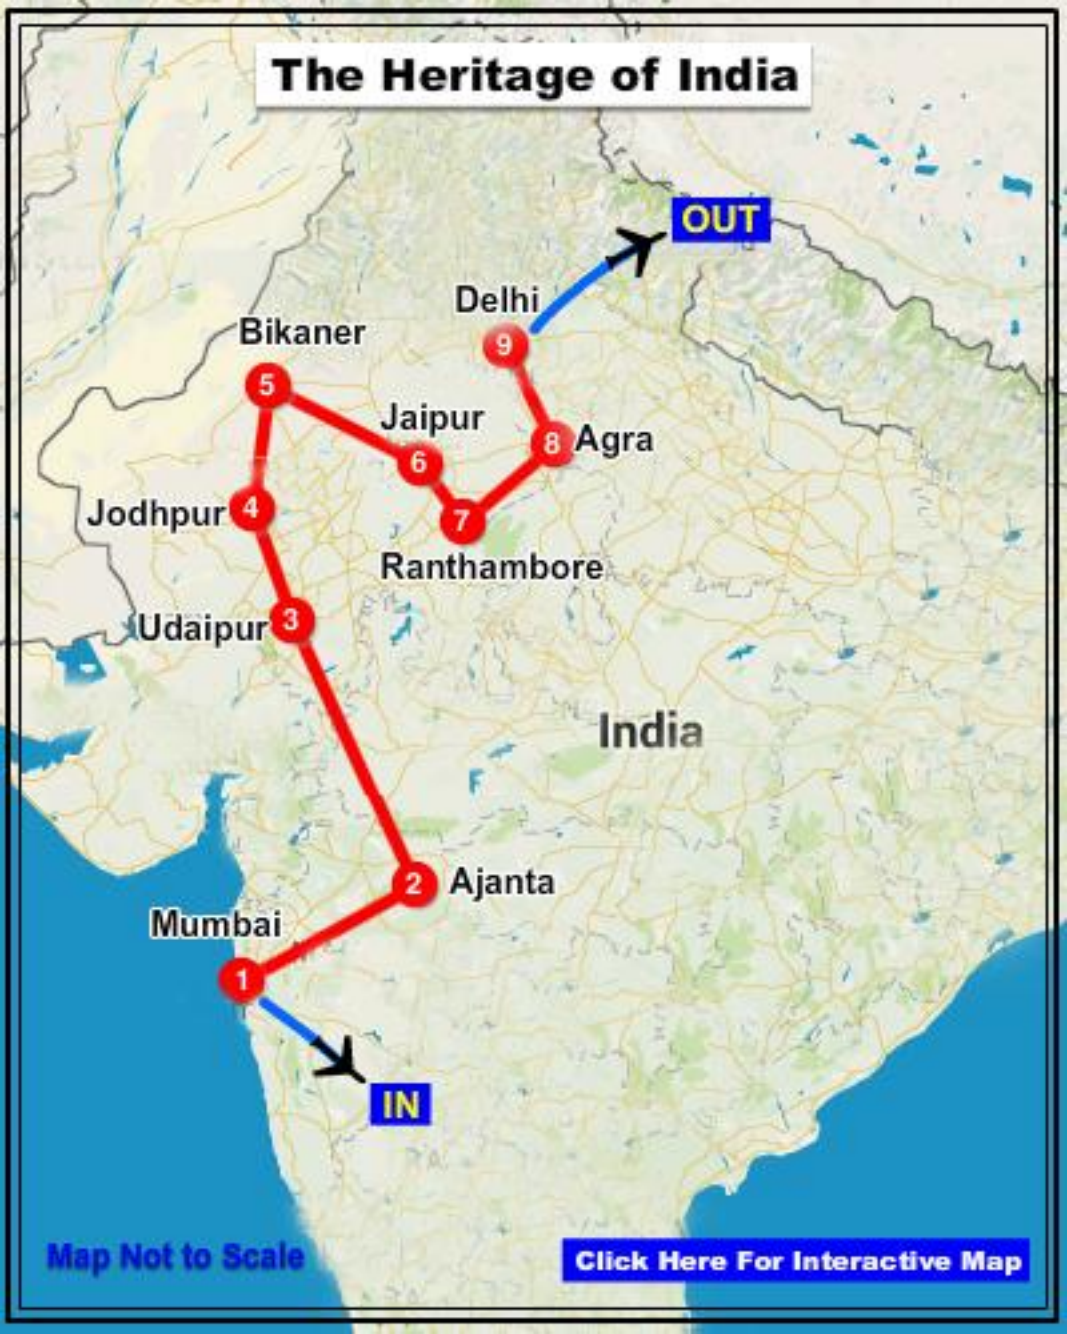 The Heritage of India
OUT
Delhi
9
Bikaner
5
Jaipur
6
8 Agra
Jodhpur 4
7
Ranthambore
Udaipur 3
India
2 Ajanta
Mumbai
1
IN
Map Not to Scale
Click Here For Interactive Map